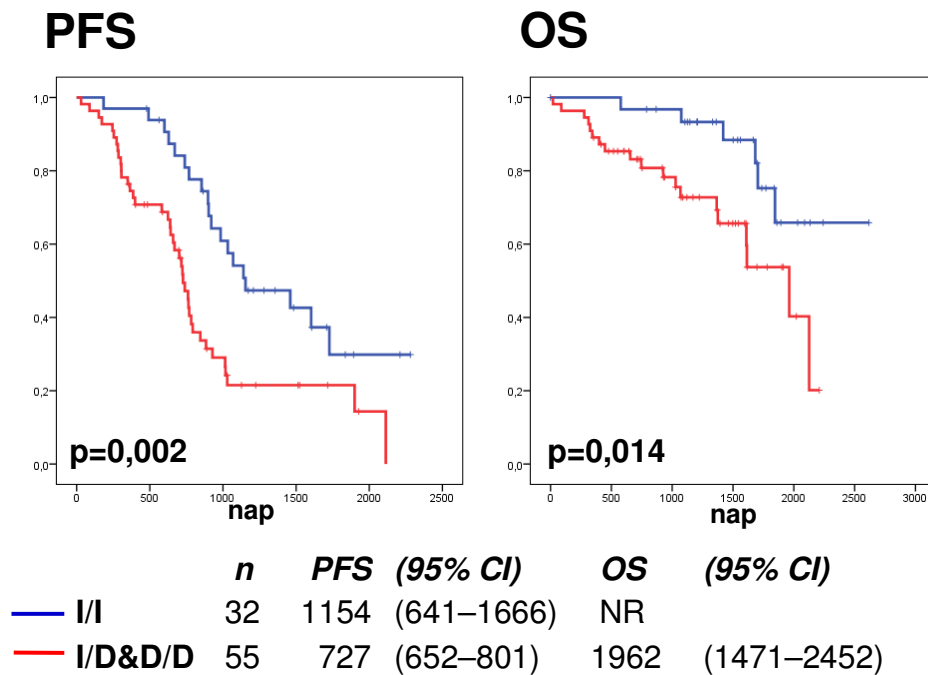 PFS
OS
1,0
0,8
0,6
0,4
0,2
0,0
p=0,002
0 500 1000 1500 2000 2500
nap
1,0
0,8
0,6
0,4
0,2
0,0
p=0,014
0 500 1000 1500 2000 2500 3000
nap
n PFS (95% CI) OS (95% CI)
I/I 32 1154 (641–1666) NR
I/D&D/D 55 727 (652–801) 1962 (1471–2452)